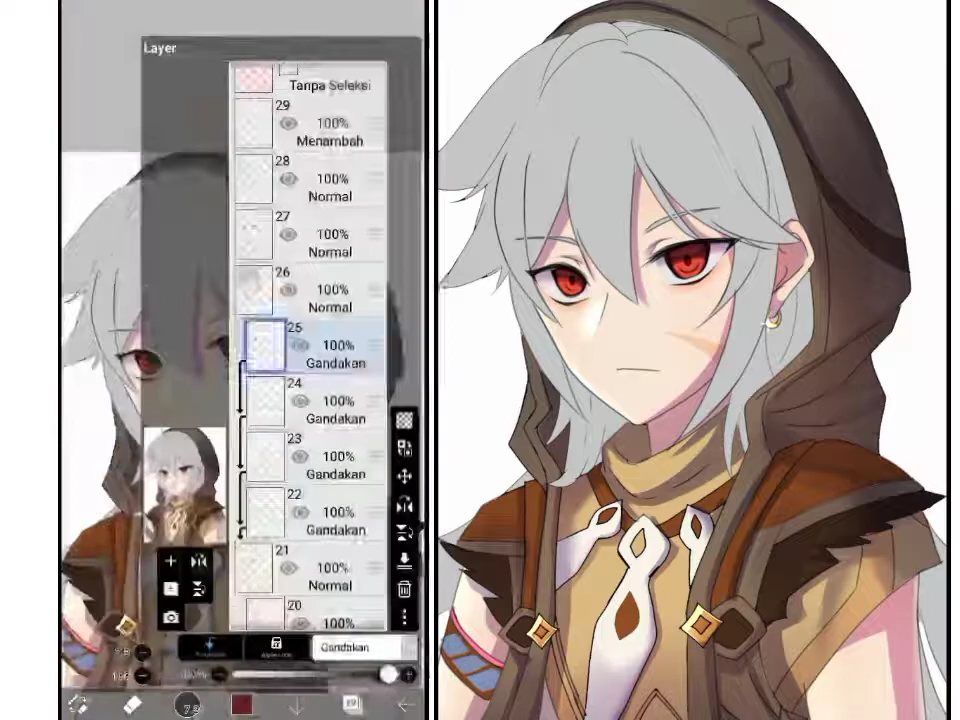 Layer
Tanpa Seleksi
29
100%
Menambah
28
100%
Normal
27
100%
Normal
26
100%
Normal
25
100%
Gandakan
24
100%
Gandakan
23
100%
Gandakan
22
100%
Gandakan
21
100%
Normal
20
100%
Gandakan